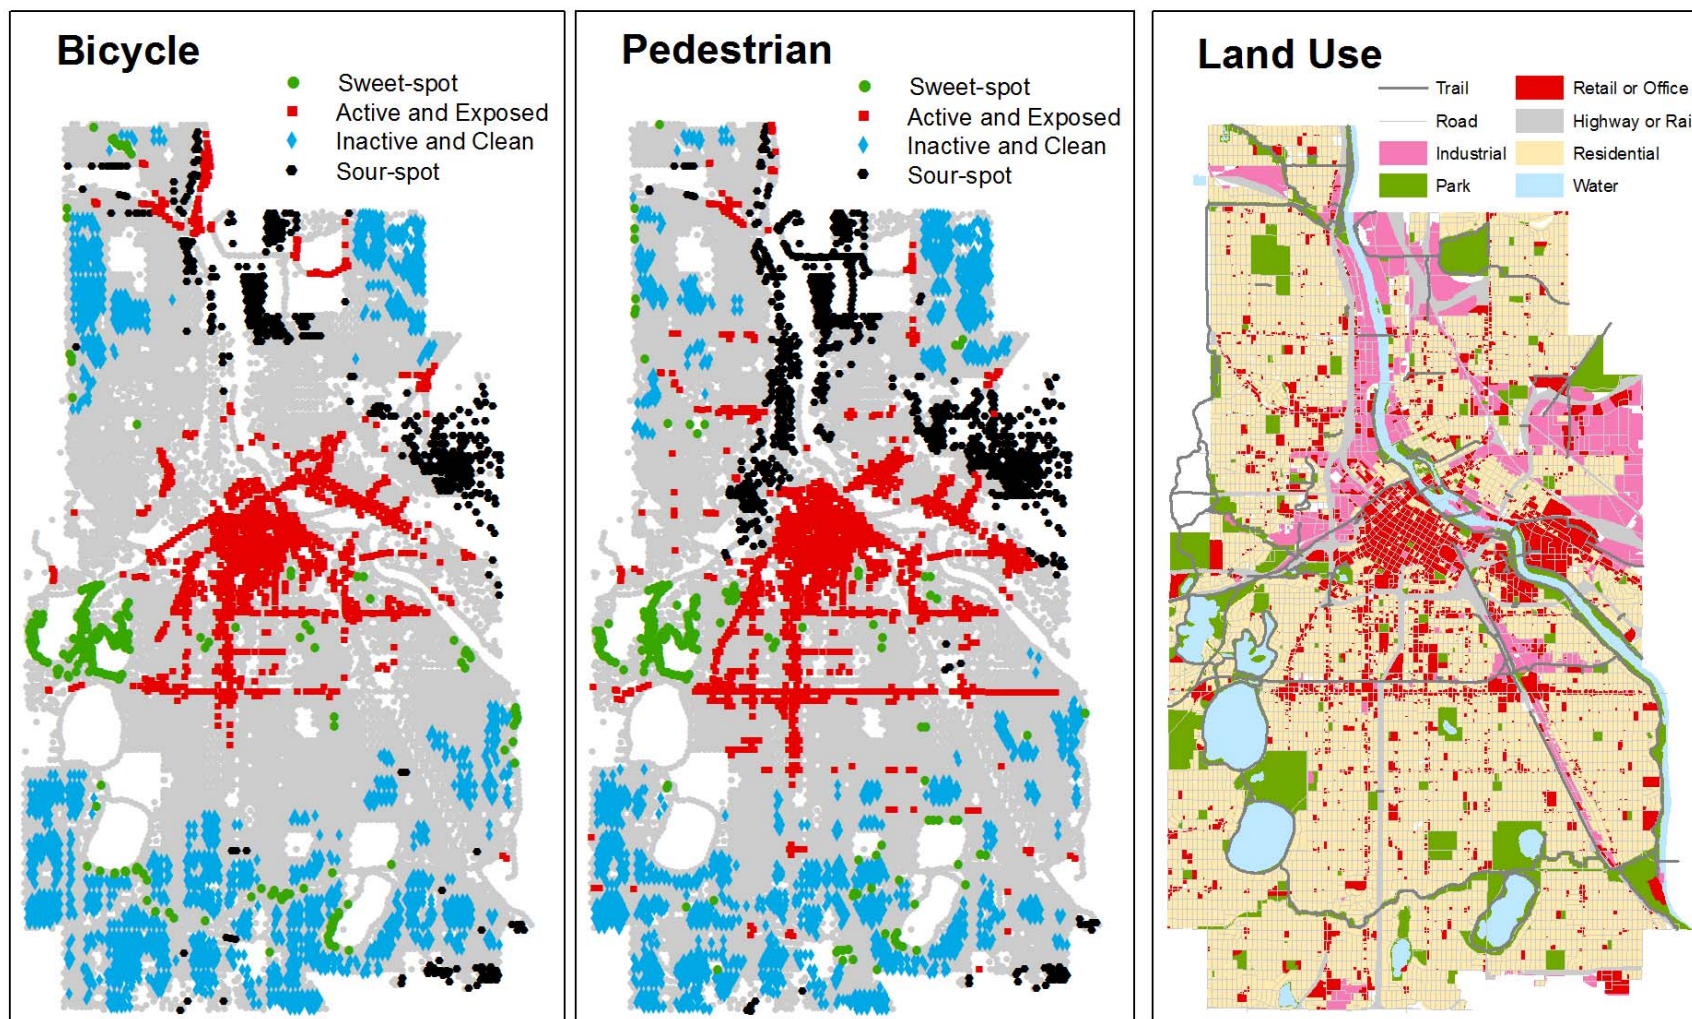 Bicycle
Sweet-spot
Active and Exposed
Inactive and Clean
Sour-spot
Pedestrian
Sweet-spot
Active and Exposed
Inactive and Clean
Sour-spot
Land Use
Trail
Retail or Office
Road
Highway or Rai
Industrial
Residential
Park
Water